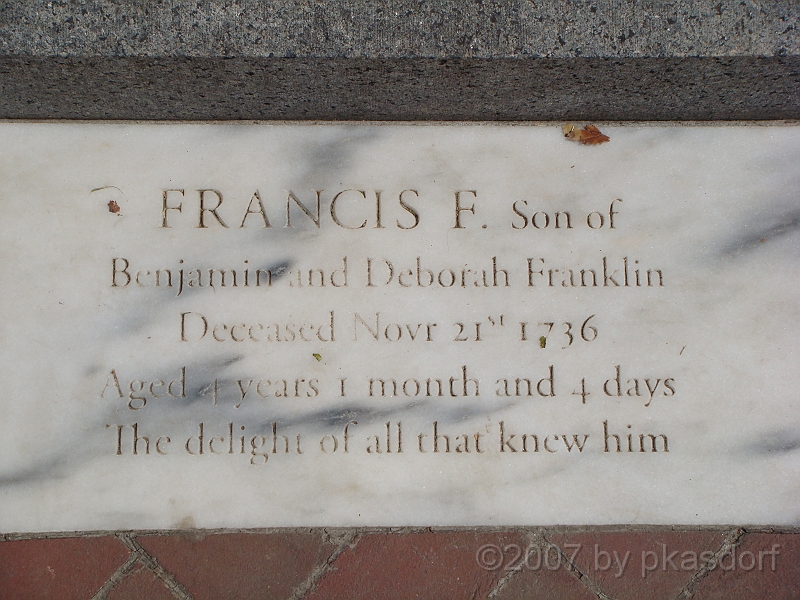 FRANCIS F. Son of
Benjamin and Deborah Franklin
Deceased Novr 21st 1736
Aged 4 years 1 month and 4 days
The delight of all that knew him
©2007 by pkasdorf